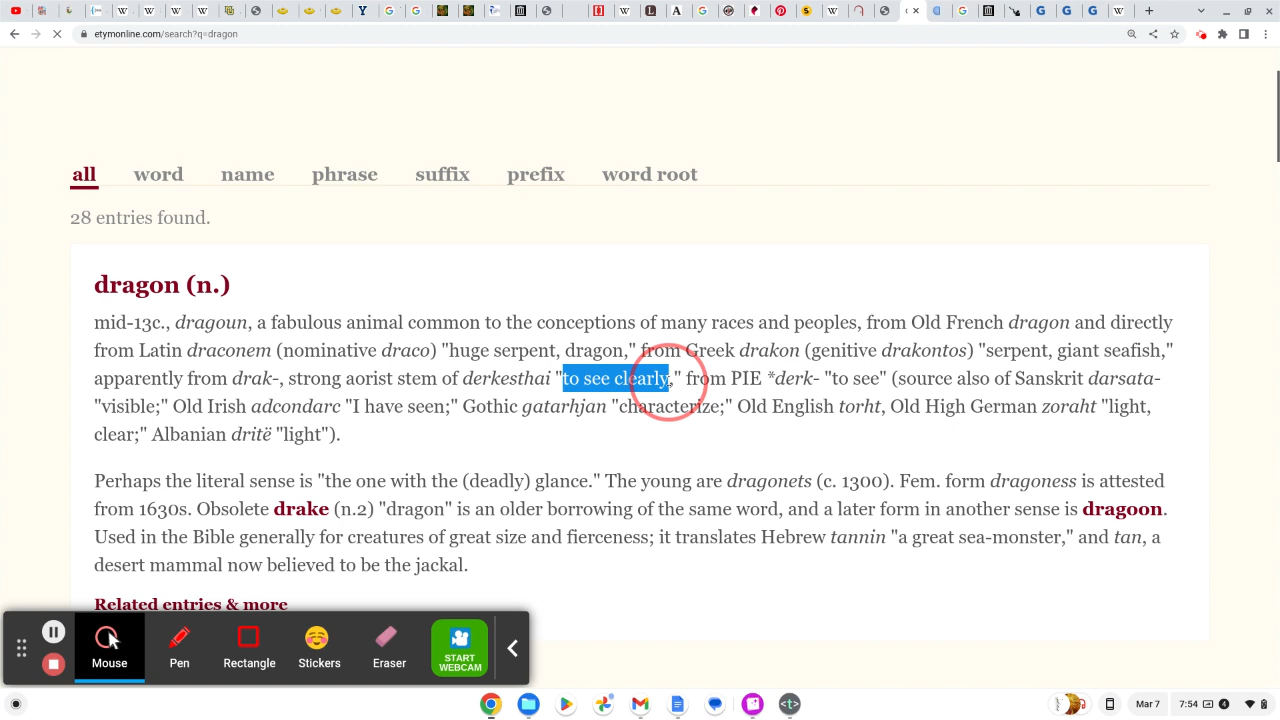 etymonline.com/search?q=dragon
all word name phrase suffix prefix word root
28 entries found.
dragon (n.)
mid-13c., dragoun, a fabulous animal common to the conceptions of many races and peoples, from Old French dragon and directly
from Latin draconem (nominative draco) "huge serpent, dragon," from Greek drakon (genitive drakontos) "serpent, giant seafish,"
apparently from drak-, strong aorist stem of derkesthai "to see clearly," from PIE *derk- "to see" (source also of Sanskrit darsata-
"visible;" Old Irish adcondarc "I have seen;" Gothic gatarhjan "characterize;" Old English torht, Old High German zoraht "light,
clear;" Albanian dritë "light").
Perhaps the literal sense is "the one with the (deadly) glance." The young are dragonets (c. 1300). Fem. form dragoness is attested
from 1630s. Obsolete drake (n.2) "dragon" is an older borrowing of the same word, and a later form in another sense is dragoon.
Used in the Bible generally for creatures of great size and fierceness; it translates Hebrew tannin "a great sea-monster," and tan, a
desert mammal now believed to be the jackal.
Related entries & more
Mouse Pen Rectangle Stickers Eraser START
WEBCAM
Mar 7 7:54 4